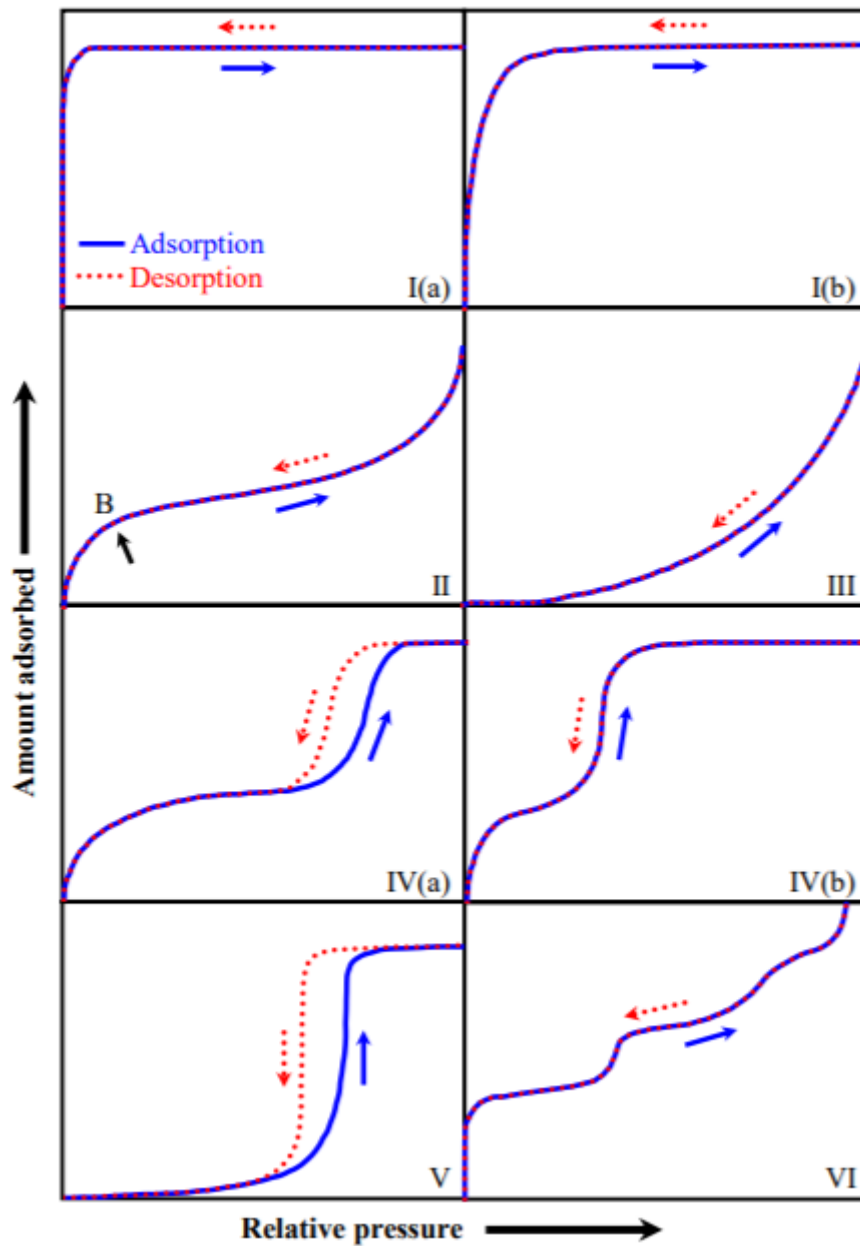 Adsorption
Desorption
I(a)
I(b)
B
II
III
Amount adsorbed
IV(a)
IV(b)
V
VI
Relative pressure